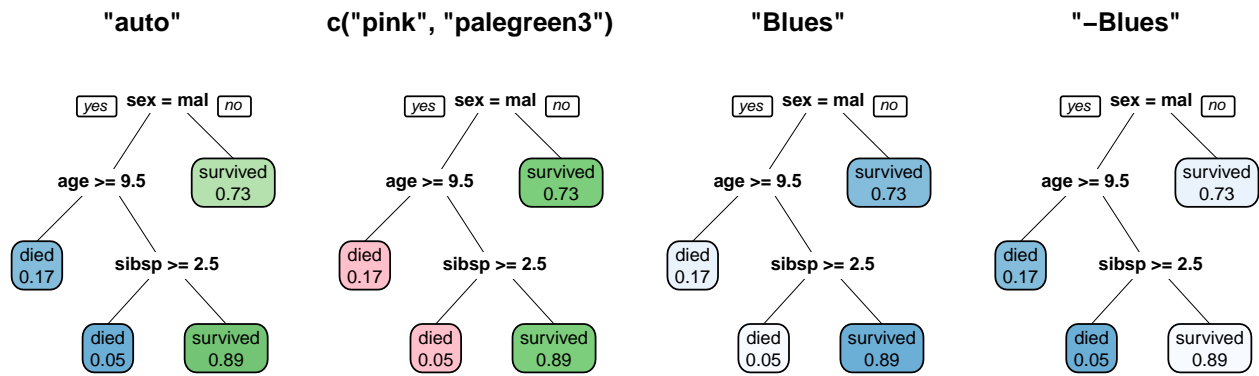 "auto"
yes sex = mal no
survived
0.73
age >= 9.5
died
0.17
sibsp >= 2.5
died
0.05
survived
0.89
c("pink", "palegreen3")
yes sex = mal no
survived
0.73
age >= 9.5
died
0.17
sibsp >= 2.5
died
0.05
survived
0.89
"Blues"
yes sex = mal no
survived
0.73
age >= 9.5
died
0.17
sibsp >= 2.5
died
0.05
survived
0.89
"−Blues"
yes sex = mal no
survived
0.73
age >= 9.5
died
0.17
sibsp >= 2.5
died
0.05
survived
0.89